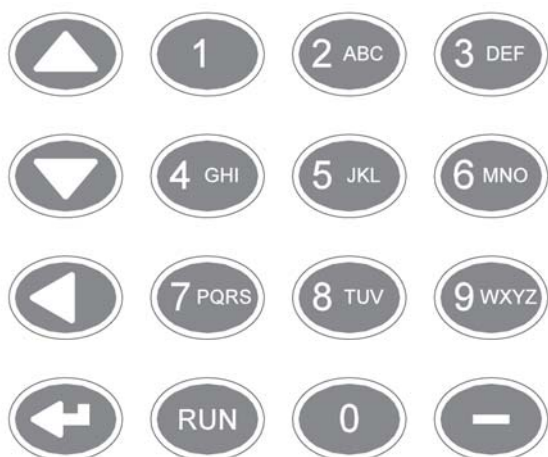 1 2 ABC 3 DEF
4 GHI 5 JKL 6 MNO
7 PQRS 8 TUV 9 WXYZ
RUN 0 -